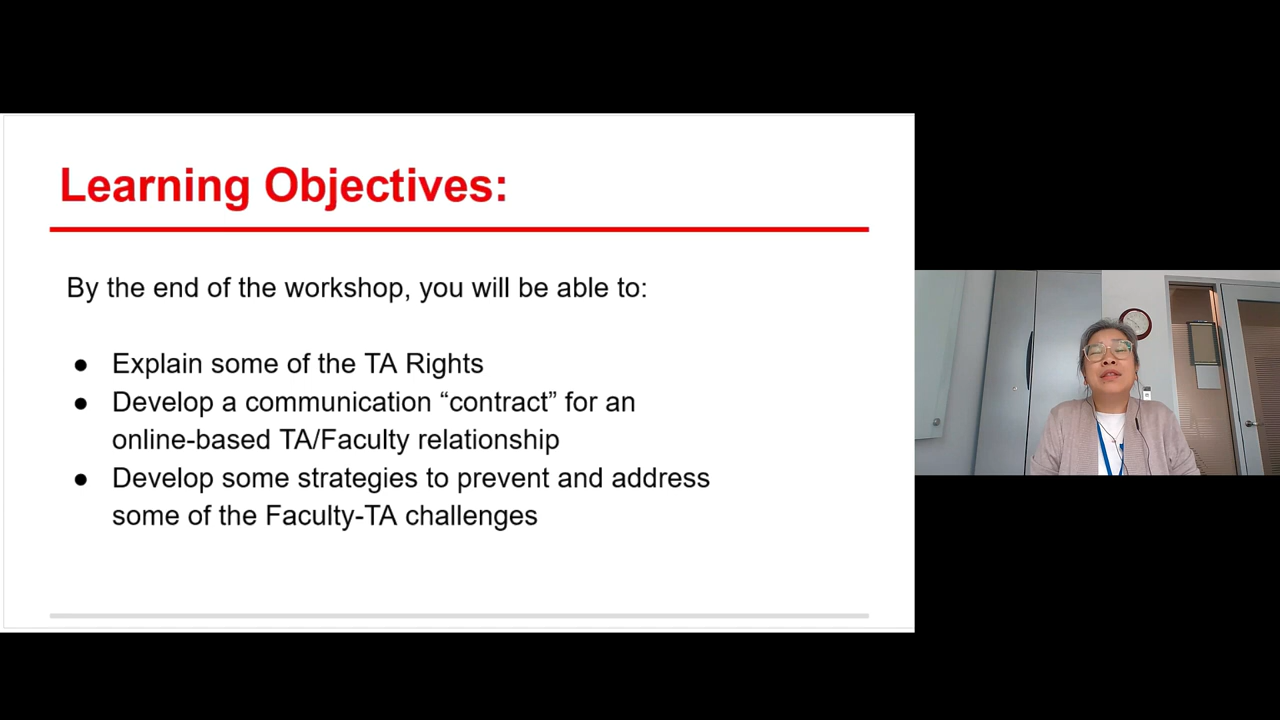 Learning Objectives:
By the end of the workshop, you will be able to:
● Explain some of the TA Rights
● Develop a communication “contract” for an
online-based TA/Faculty relationship
● Develop some strategies to prevent and address
some of the Faculty-TA challenges